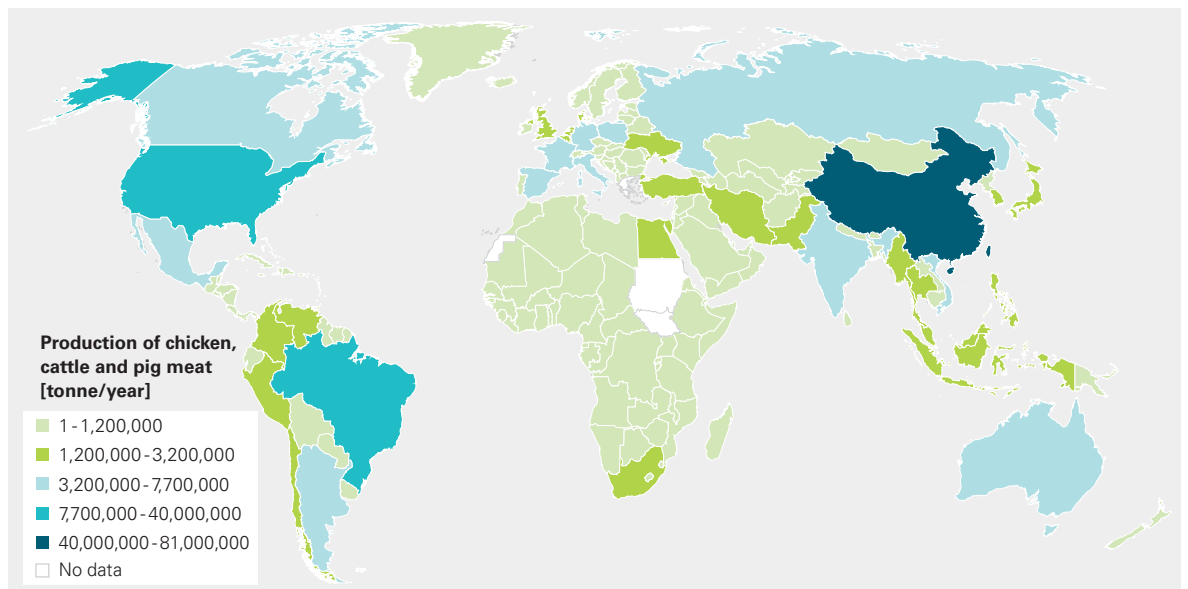 Production of chicken,
cattle and pig meat
[tonne/year]
1 - 1,200,000
1,200,000 - 3,200,000
3,200,000 - 7,700,000
7,700,000 - 40,000,000
40,000,000 - 81,000,000
No data